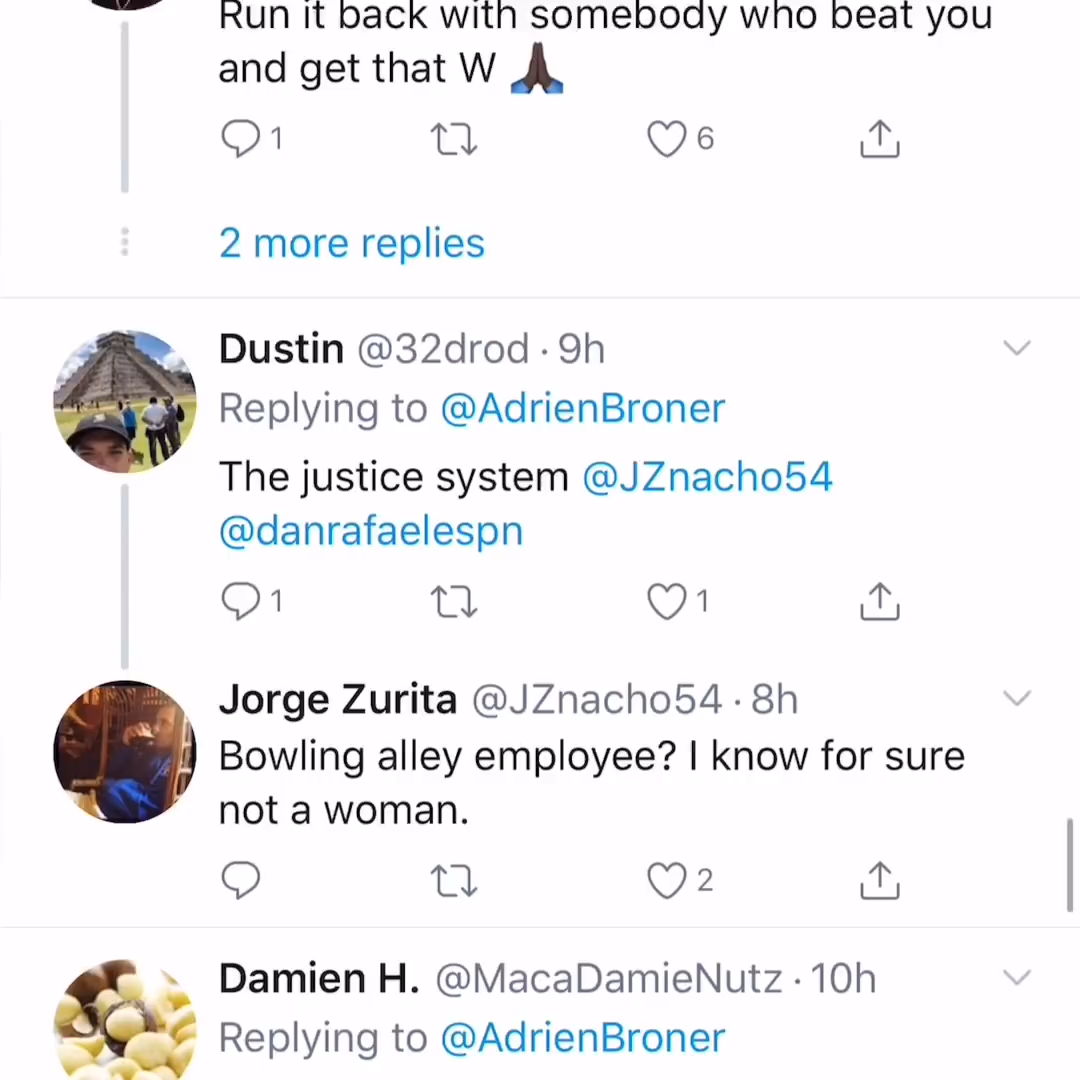 Run it back with somebody who beat you
and get that W 🙏🏿
1 6
2 more replies
Dustin @32drod · 9h
Replying to @AdrienBroner
The justice system @JZnacho54
@danrafaelespn
1 1
Jorge Zurita @JZnacho54 · 8h
Bowling alley employee? I know for sure
not a woman.
2
Damien H. @MacaDamieNutz · 10h
Replying to @AdrienBroner